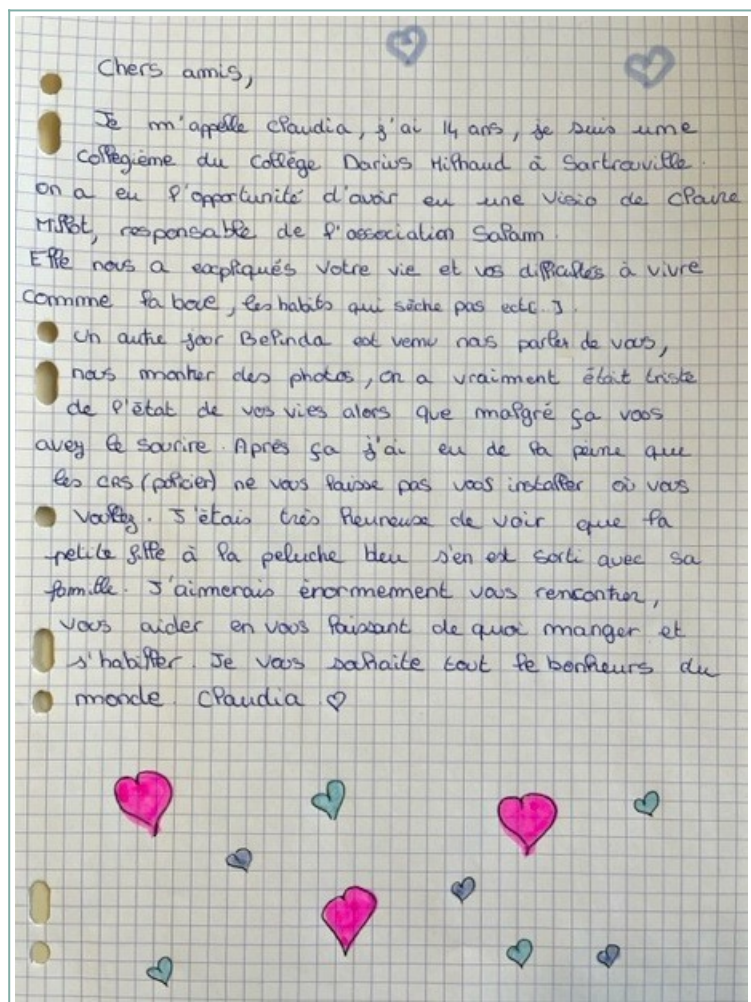 Chers amis,
Je m'appelle Claudia, j'ai 14 ans, je suis une
collégiène du Collège Darius Milhaud à Sartrouville.
on a eu l'opportunité d'avoir eu une visio de Claire
Millot, responsable de l'association Salam.
Elle nous a expliqués votre vie et vos difficultés à vivre
comme la boue, les habits qui sèche pas ect(..).
Un autre jour Belinda est venu nous parler de vous,
nous montrer des photos, on a vraiment était triste
de l'état de vos vies alors que malgré ça vous
avez le sourire. Après ça j'ai eu de la peine que
les CRS (policier) ne vous laisse pas vous installer où vous
voulez. J'étais très heureuse de voir que la
petite fille à la peluche bleu s'en est sorti avec sa
famille. J'aimerais énormement vous rencontrer,
vous aider en vous laissant de quoi manger et
s'habiller. Je vous souhaite tout le bonheurs du
monde. Claudia ♡